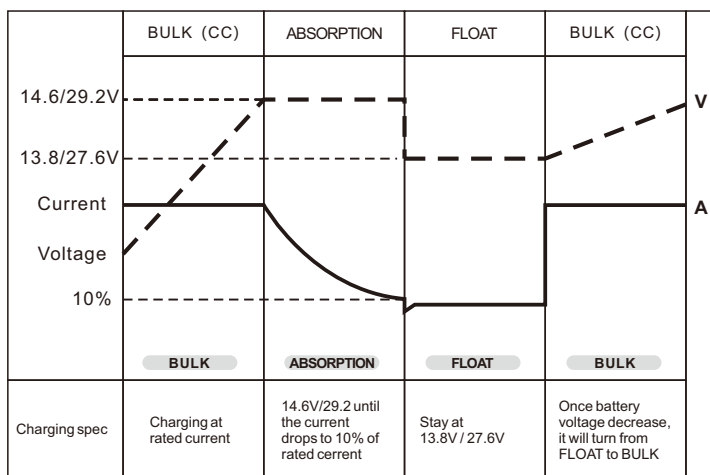 BULK (CC) ABSORPTION FLOAT BULK (CC)
14.6/29.2V
V
13.8/27.6V
Current
A
Voltage
10%
BULK ABSORPTION FLOAT BULK
Charging spec
Charging at
rated current
14.6V/29.2 until
the current
drops to 10% of
rated cerrent
Stay at
13.8V / 27.6V
Once battery
voltage decrease,
it will turn from
FLOAT to BULK